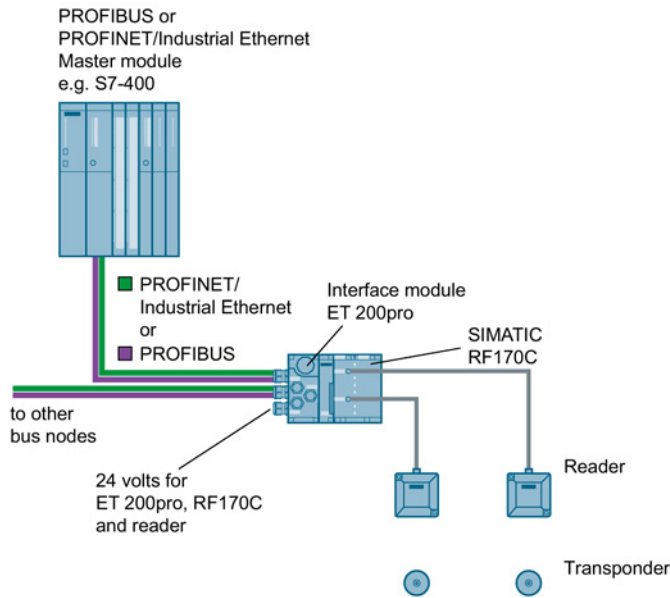 PROFIBUS or
PROFINET/Industrial Ethernet
Master module
e.g. S7-400
PROFINET/
Industrial Ethernet
or
PROFIBUS
Interface module
ET 200pro
SIMATIC
RF170C
to other
bus nodes
24 volts for
ET 200pro, RF170C
and reader
Reader
Transponder